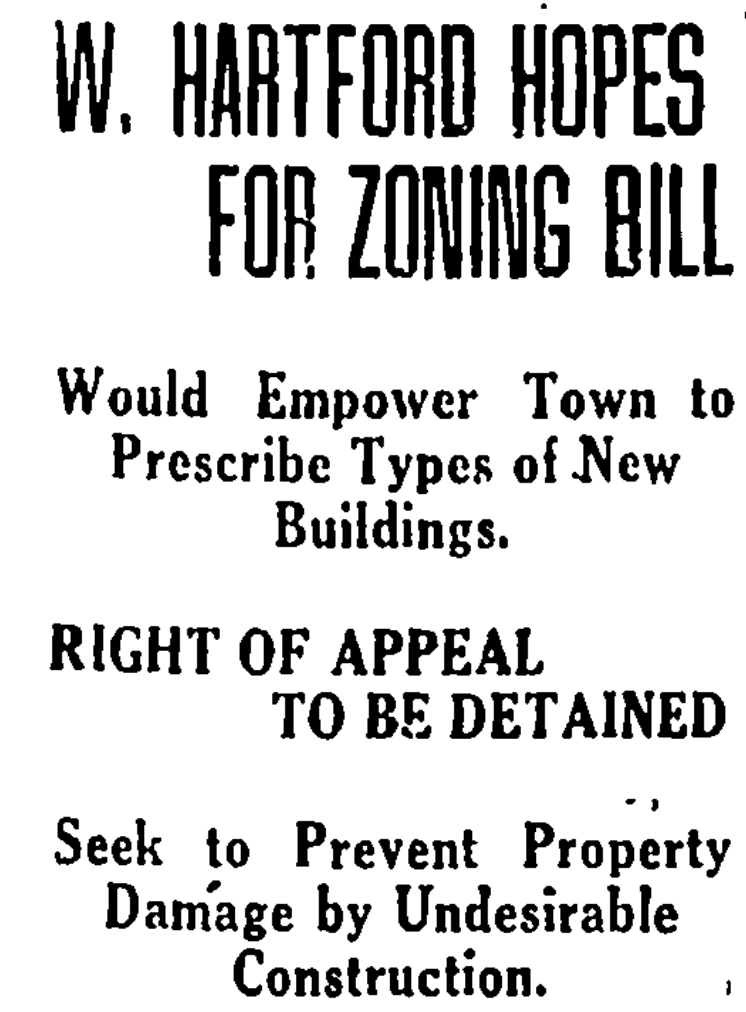 W. HARTFORD HOPES
FOR ZONING BILL
Would Empower Town to
Prescribe Types of New
Buildings.
RIGHT OF APPEAL
TO BE DETAINED
Seek to Prevent Property
Damage by Undesirable
Construction.